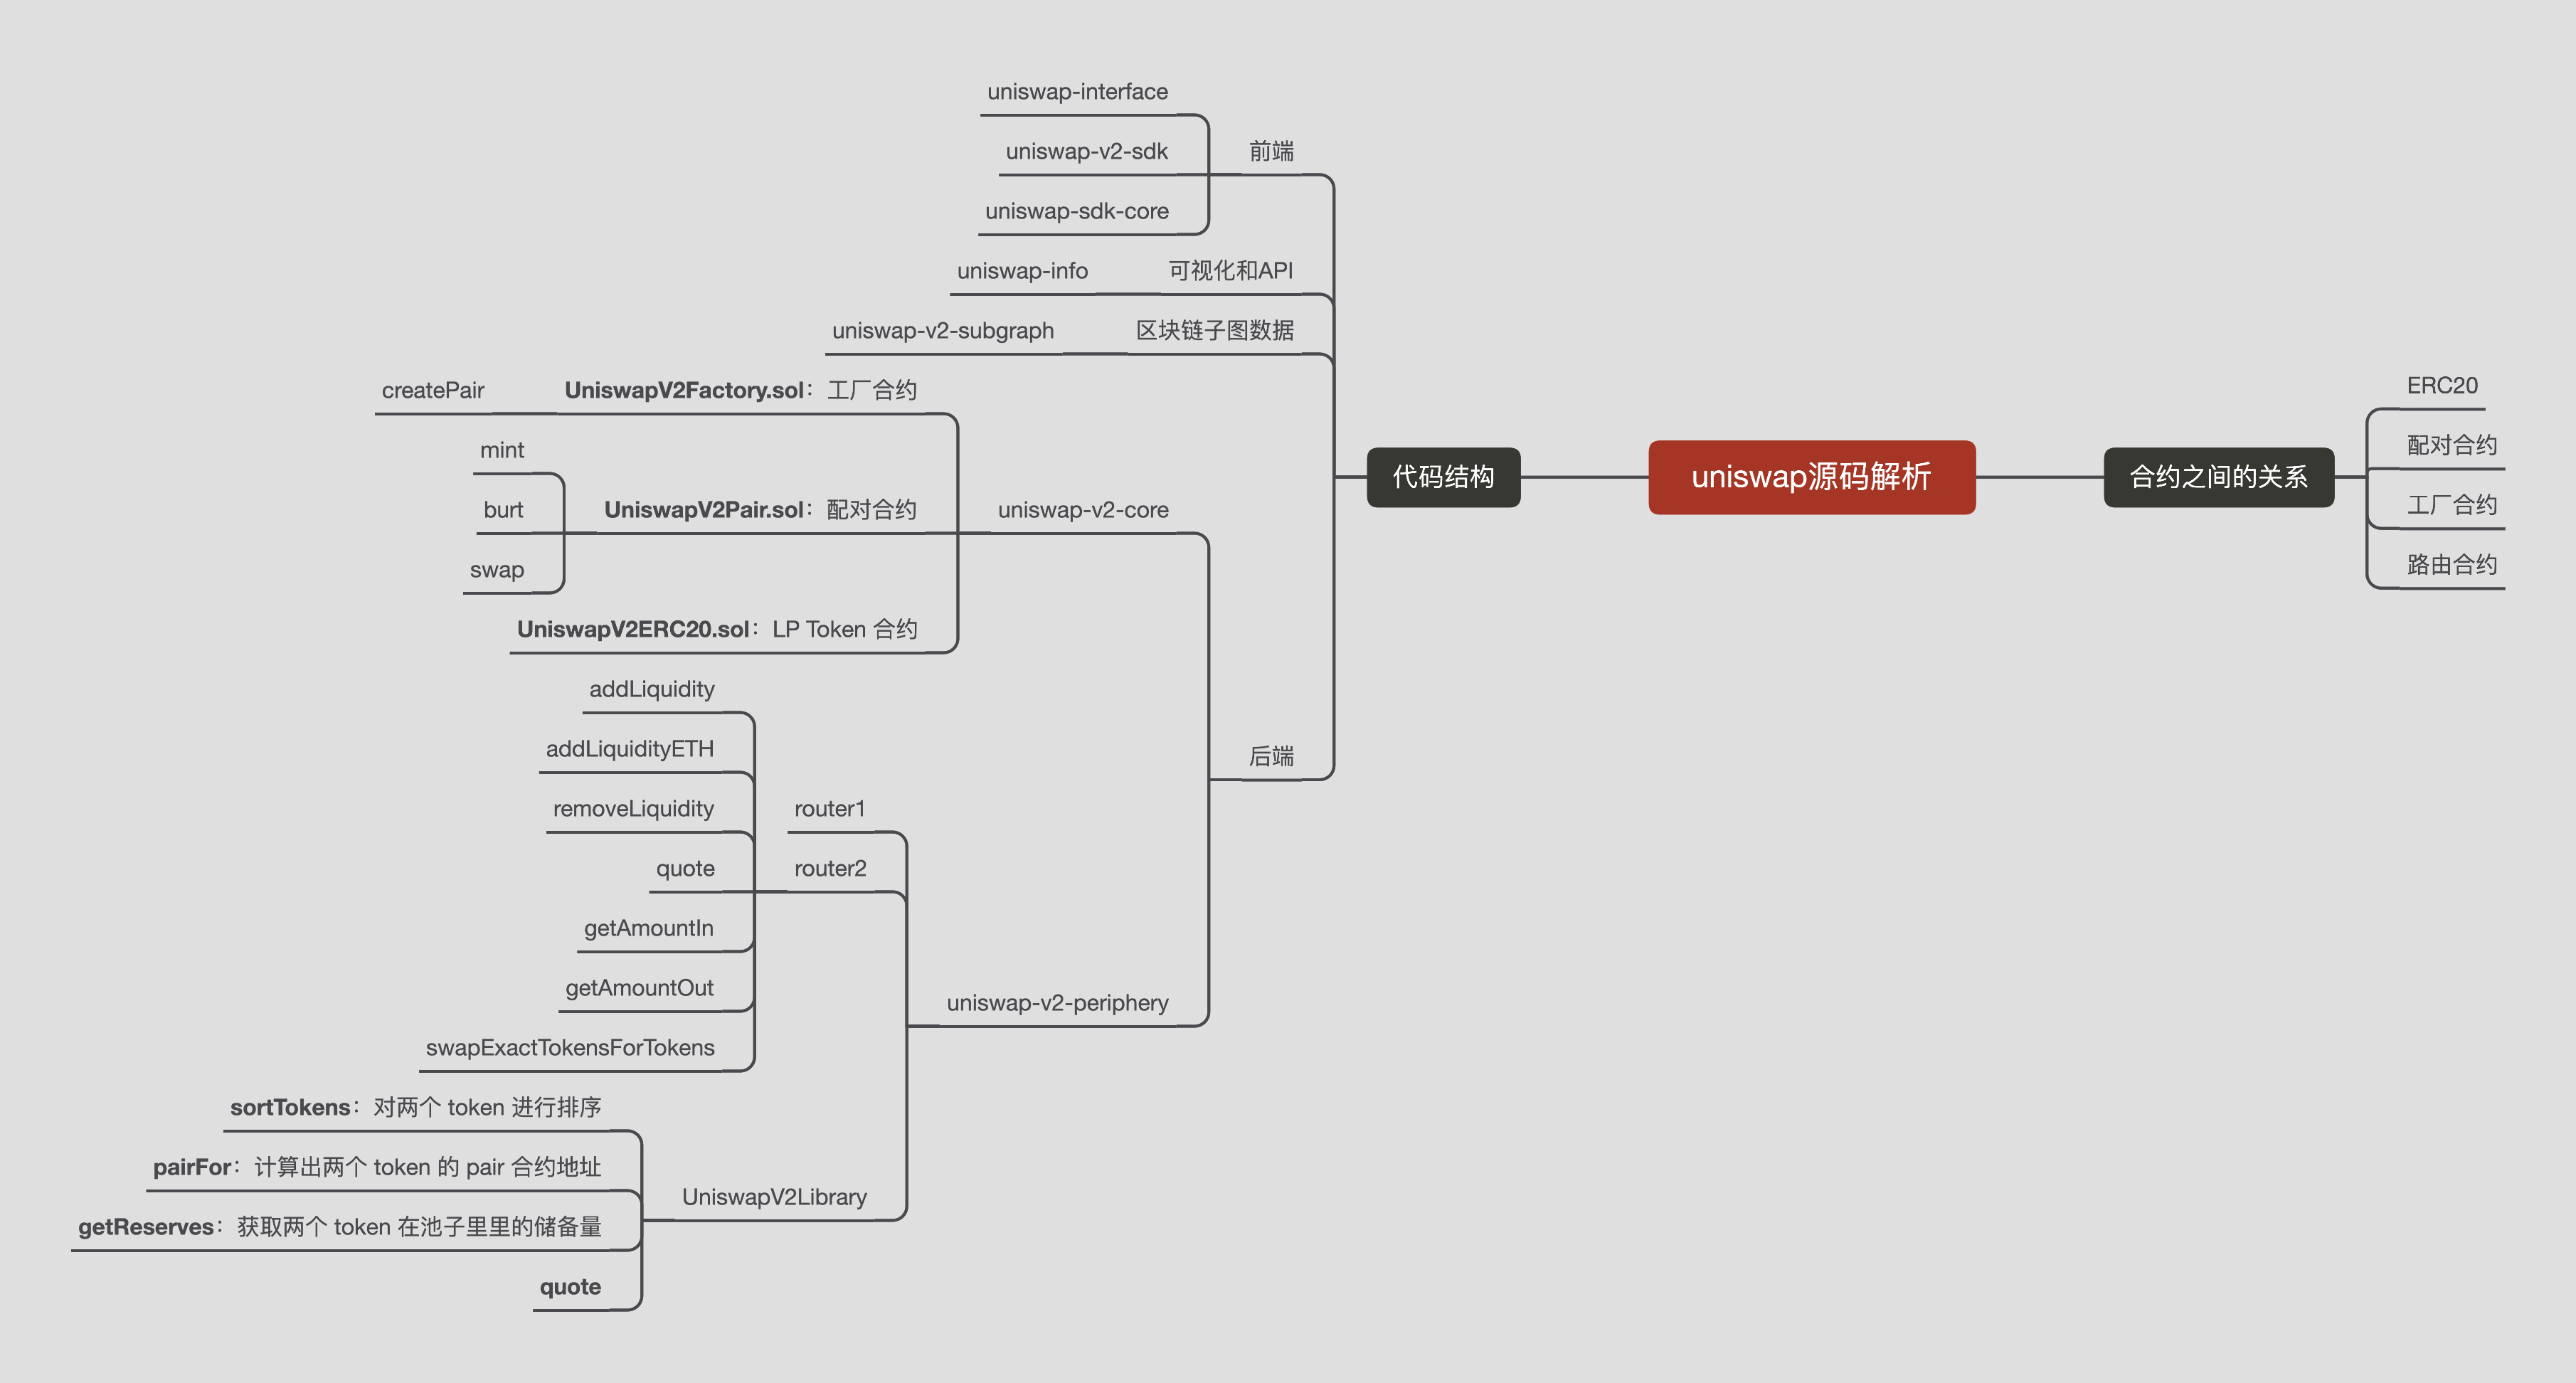 uniswap-interface
uniswap-v2-sdk
前端
uniswap-sdk-core
uniswap-info
可视化和API
uniswap-v2-subgraph
区块链子图数据
createPair
UniswapV2Factory.sol：工厂合约
mint
burt
UniswapV2Pair.sol：配对合约
uniswap-v2-core
swap
UniswapV2ERC20.sol：LP Token 合约
代码结构
uniswap源码解析
合约之间的关系
ERC20
配对合约
工厂合约
路由合约
addLiquidity
addLiquidityETH
后端
removeLiquidity
router1
quote
router2
getAmountIn
getAmountOut
uniswap-v2-periphery
swapExactTokensForTokens
sortTokens：对两个 token 进行排序
pairFor：计算出两个 token 的 pair 合约地址
UniswapV2Library
getReserves：获取两个 token 在池子里里的储备量
quote